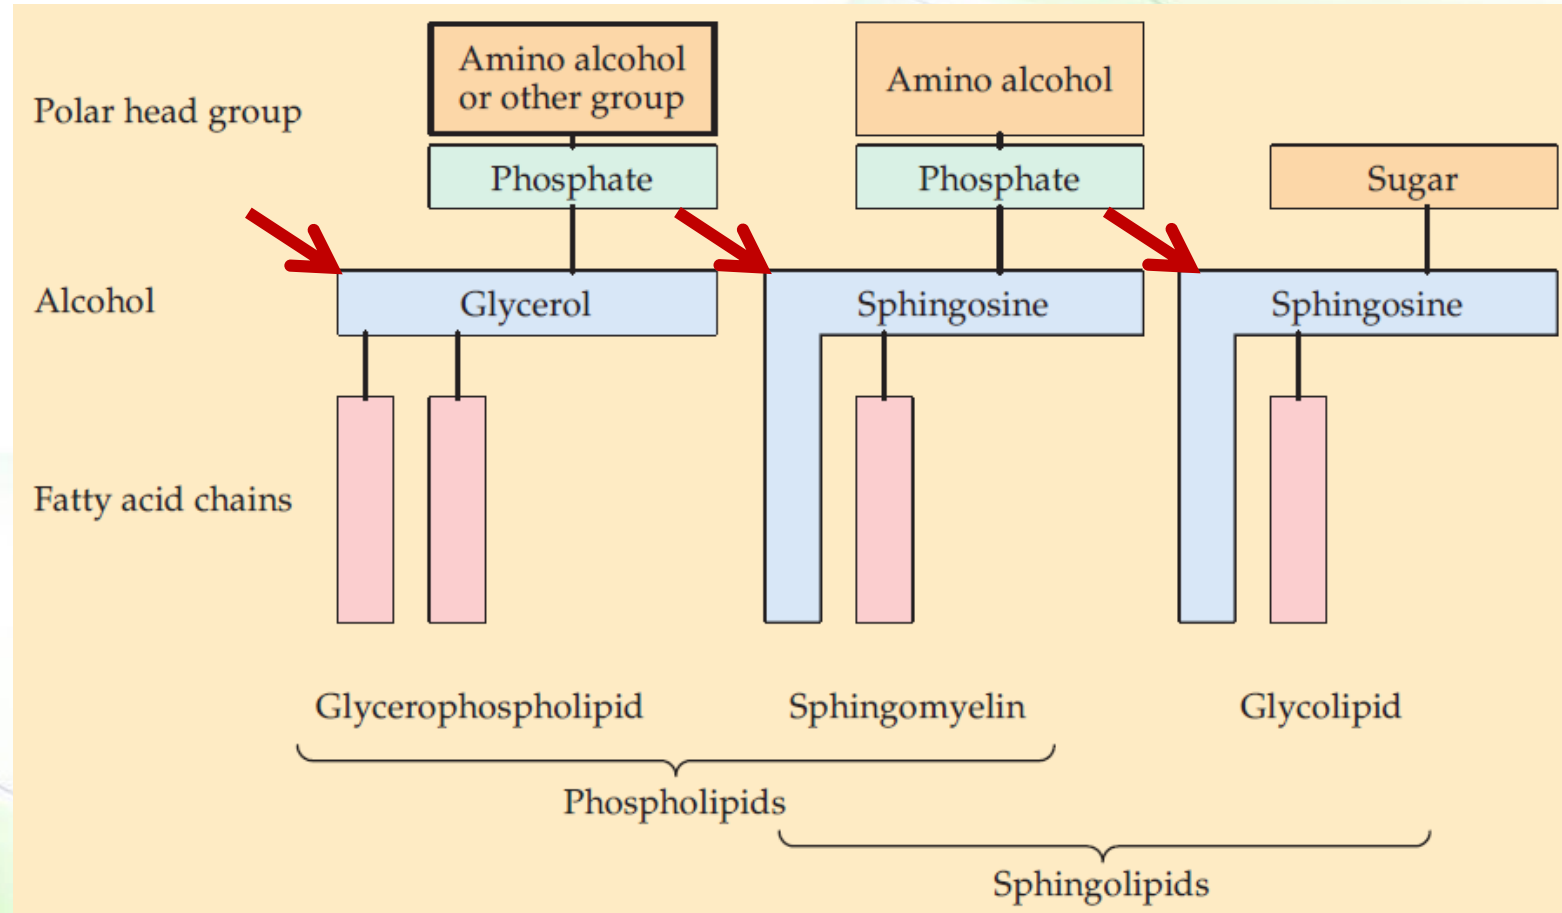 Polar head group
Amino alcohol
or other group
Amino alcohol
Phosphate
Phosphate
Sugar
Alcohol
Glycerol
Sphingosine
Sphingosine
Fatty acid chains
Glycerophospholipid
Sphingomyelin
Glycolipid
Phospholipids
Sphingolipids